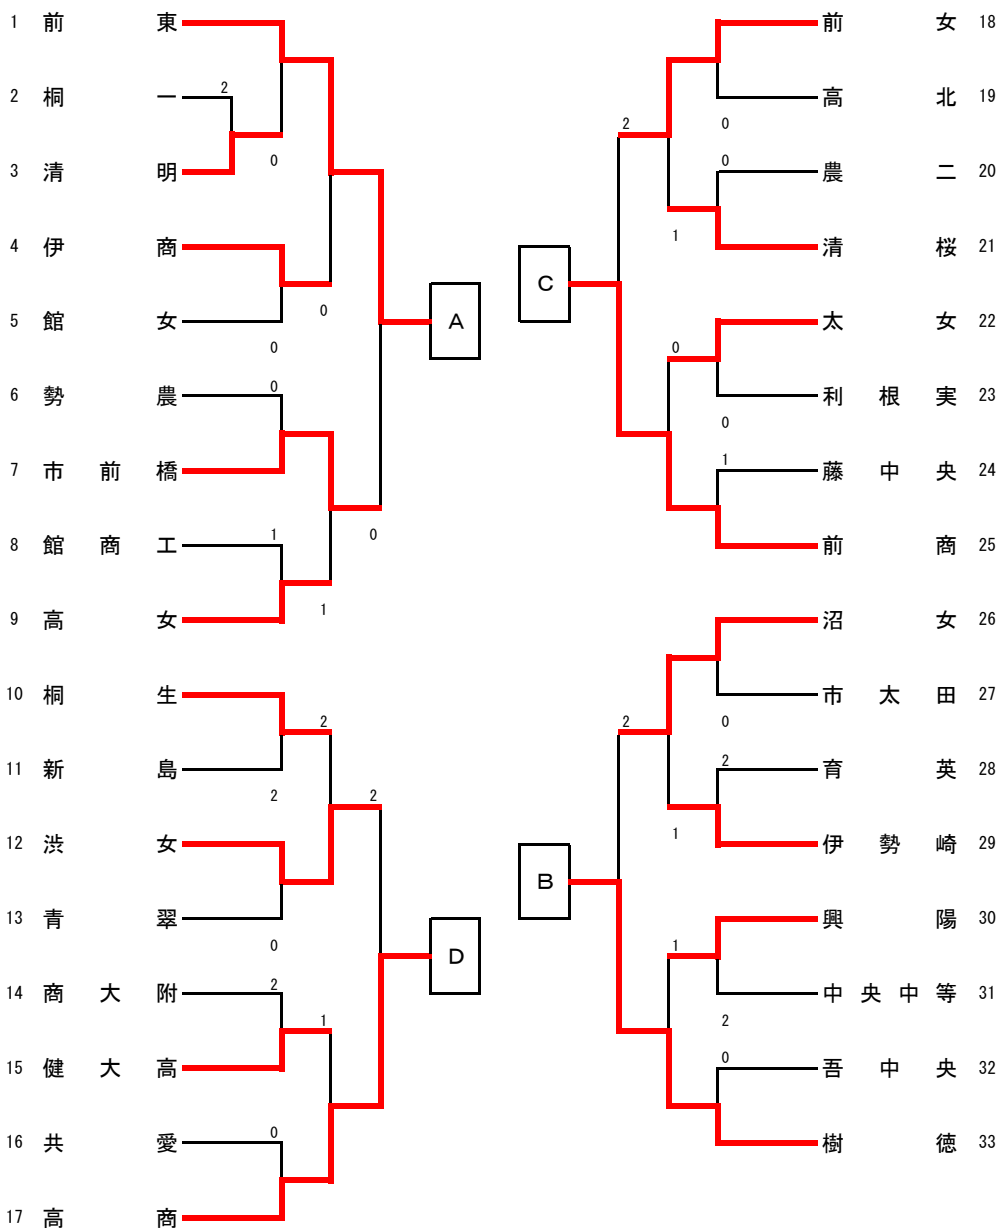 1 前 東
2 桐 一 2
0
3 清 明
4 伊 商
0
5 館 女
0
6 勢 農 0
7 市 前 橋
8 館 商 工 1
0
9 高 女
1
A
10 桐 生
2
11 新 島
2
2
12 渋 女
13 青 翠
0
14 商 大 附 2
1
15 健 大 高
16 共 愛 0
17 高 商
D
前 女 18
高 北 19
0
2
0 農 二 20
1
清 桜 21
C
太 女 22
0
利 根 実 23
0
1 藤 中 央 24
前 商 25
沼 女 26
市 太 田 27
0
2
2 育 英 28
1
伊 勢 崎 29
B
興 陽 30
1
中 央 中 等 31
2
0 吾 中 央 32
樹 徳 33